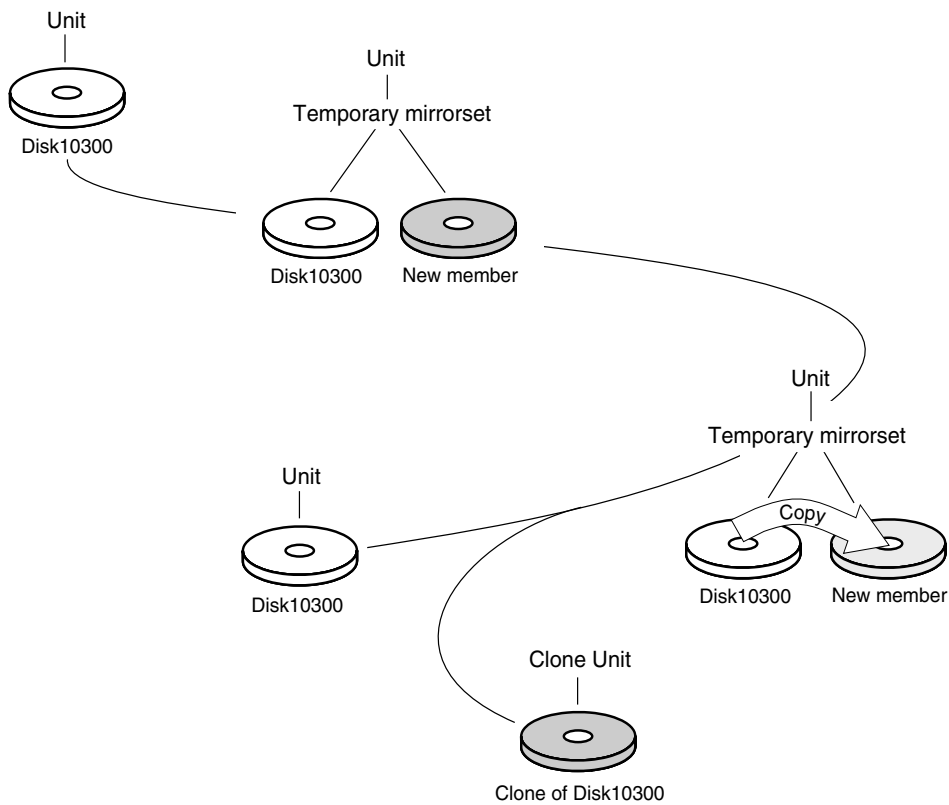 Unit
Disk10300
Unit
Temporary mirrorset
Disk10300
New member
Unit
Temporary mirrorset
Copy
Disk10300
New member
Unit
Disk10300
Clone Unit
Clone of Disk10300